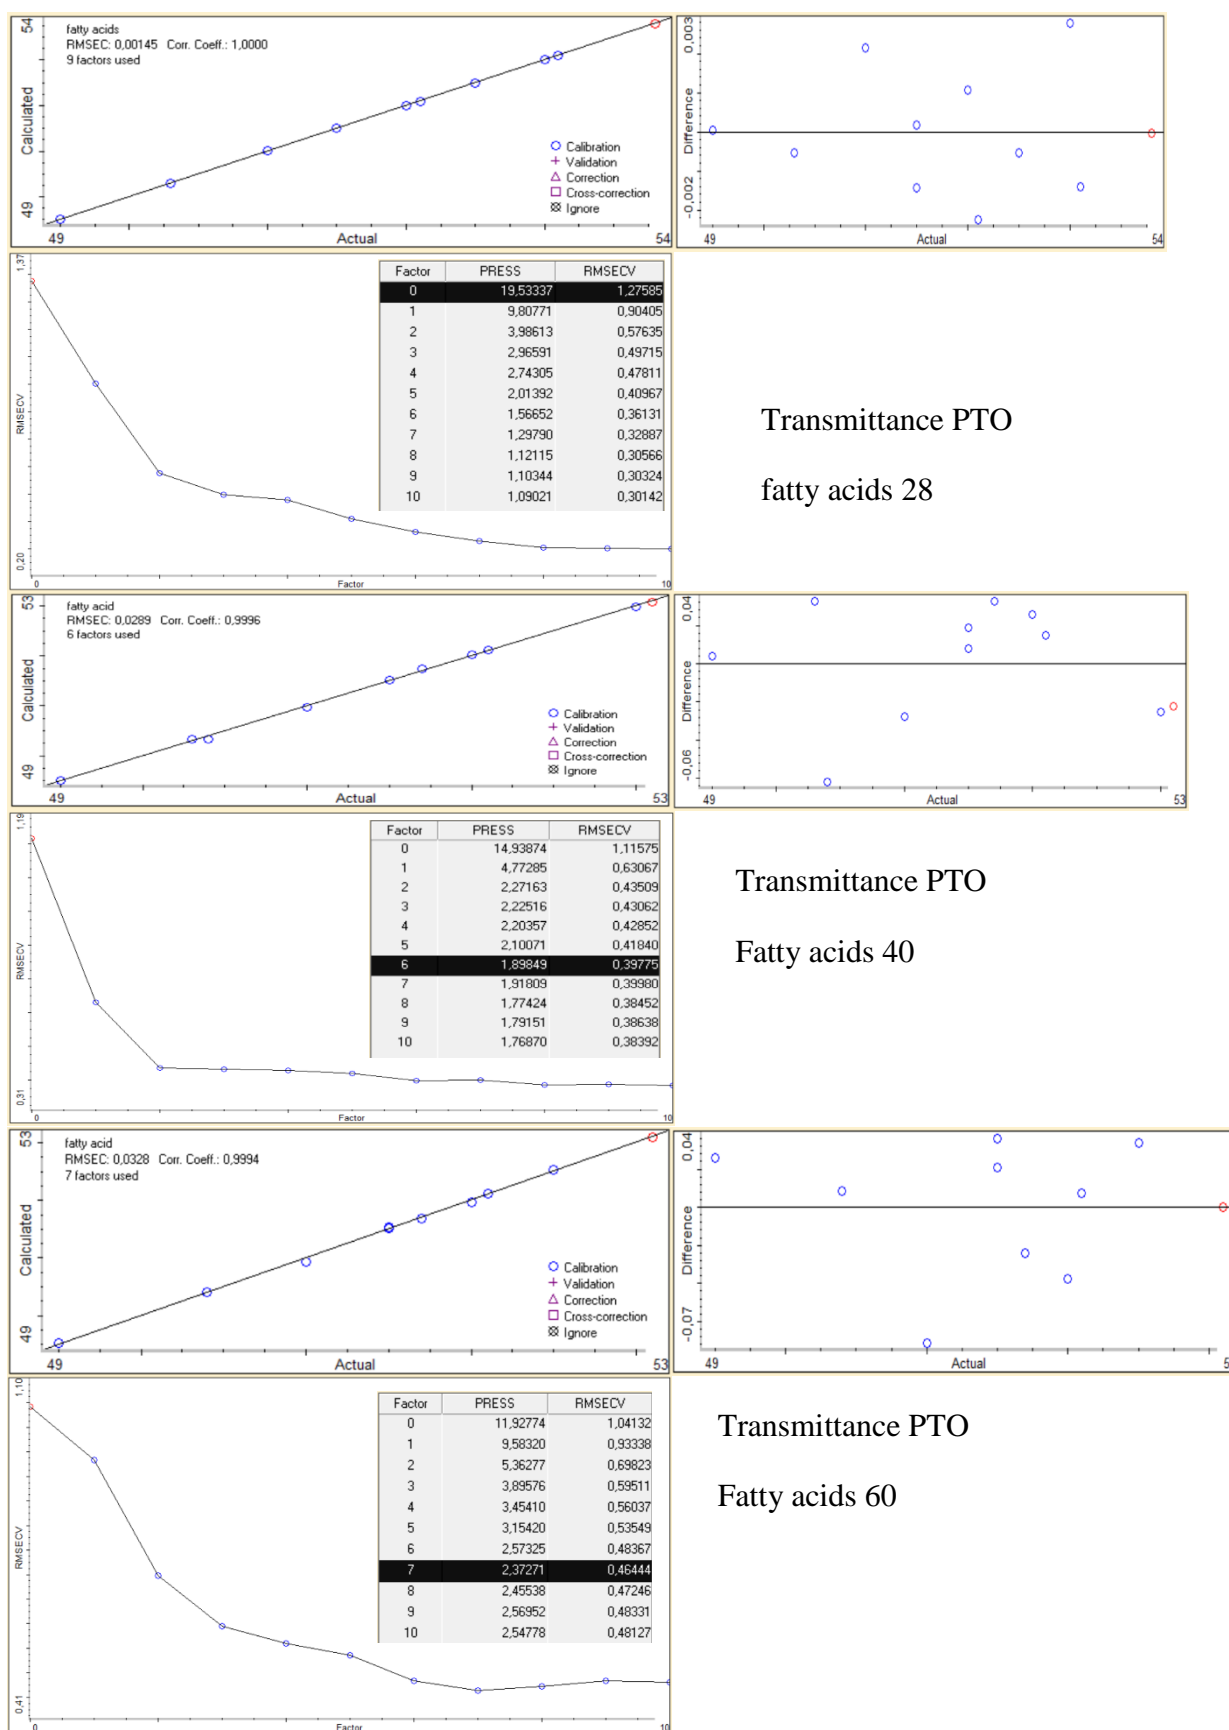 fatty acids
RMSEC: 0,00145 Corr. Coeff.: 1,0000
9 factors used
54
Calculated
49
Calibration
Validation
Correction
Cross-correction
Ignore
49
Actual
54
0,003
Difference
-0,002
49
Actual
54
1,37
RMSECV
0,20
0
Factor
10
Factor PRESS RMSECV
0 19,53337 1,27585
1 9,80771 0,90405
2 3,98613 0,57635
3 2,96591 0,49715
4 2,74305 0,47811
5 2,01392 0,40967
6 1,56652 0,36131
7 1,29790 0,32887
8 1,12115 0,30566
9 1,10344 0,30324
10 1,09021 0,30142
Transmittance PTO
fatty acids 28
fatty acid
RMSEC: 0,0289 Corr. Coeff.: 0,9996
6 factors used
53
Calculated
49
Calibration
Validation
Correction
Cross-correction
Ignore
49
Actual
53
0,04
Difference
-0,06
49
Actual
53
1,19
RMSECV
0,31
0
Factor
10
Factor PRESS RMSECV
0 14,93874 1,11575
1 4,77285 0,63067
2 2,27163 0,43509
3 2,22516 0,43062
4 2,20357 0,42852
5 2,10071 0,41840
6 1,89849 0,39775
7 1,91809 0,39980
8 1,77424 0,38452
9 1,79151 0,38638
10 1,76870 0,38392
Transmittance PTO
Fatty acids 40
fatty acid
RMSEC: 0,0328 Corr. Coeff.: 0,9994
7 factors used
53
Calculated
49
Calibration
Validation
Correction
Cross-correction
Ignore
49
Actual
53
0,04
Difference
-0,07
49
Actual
5
1,10
RMSECV
0,41
0
Factor
10
Factor PRESS RMSECV
0 11,92774 1,04132
1 9,58320 0,93338
2 5,36277 0,69823
3 3,89576 0,59511
4 3,45410 0,56037
5 3,15420 0,53549
6 2,57325 0,48367
7 2,37271 0,46444
8 2,45538 0,47246
9 2,56952 0,48331
10 2,54778 0,48127
Transmittance PTO
Fatty acids 60